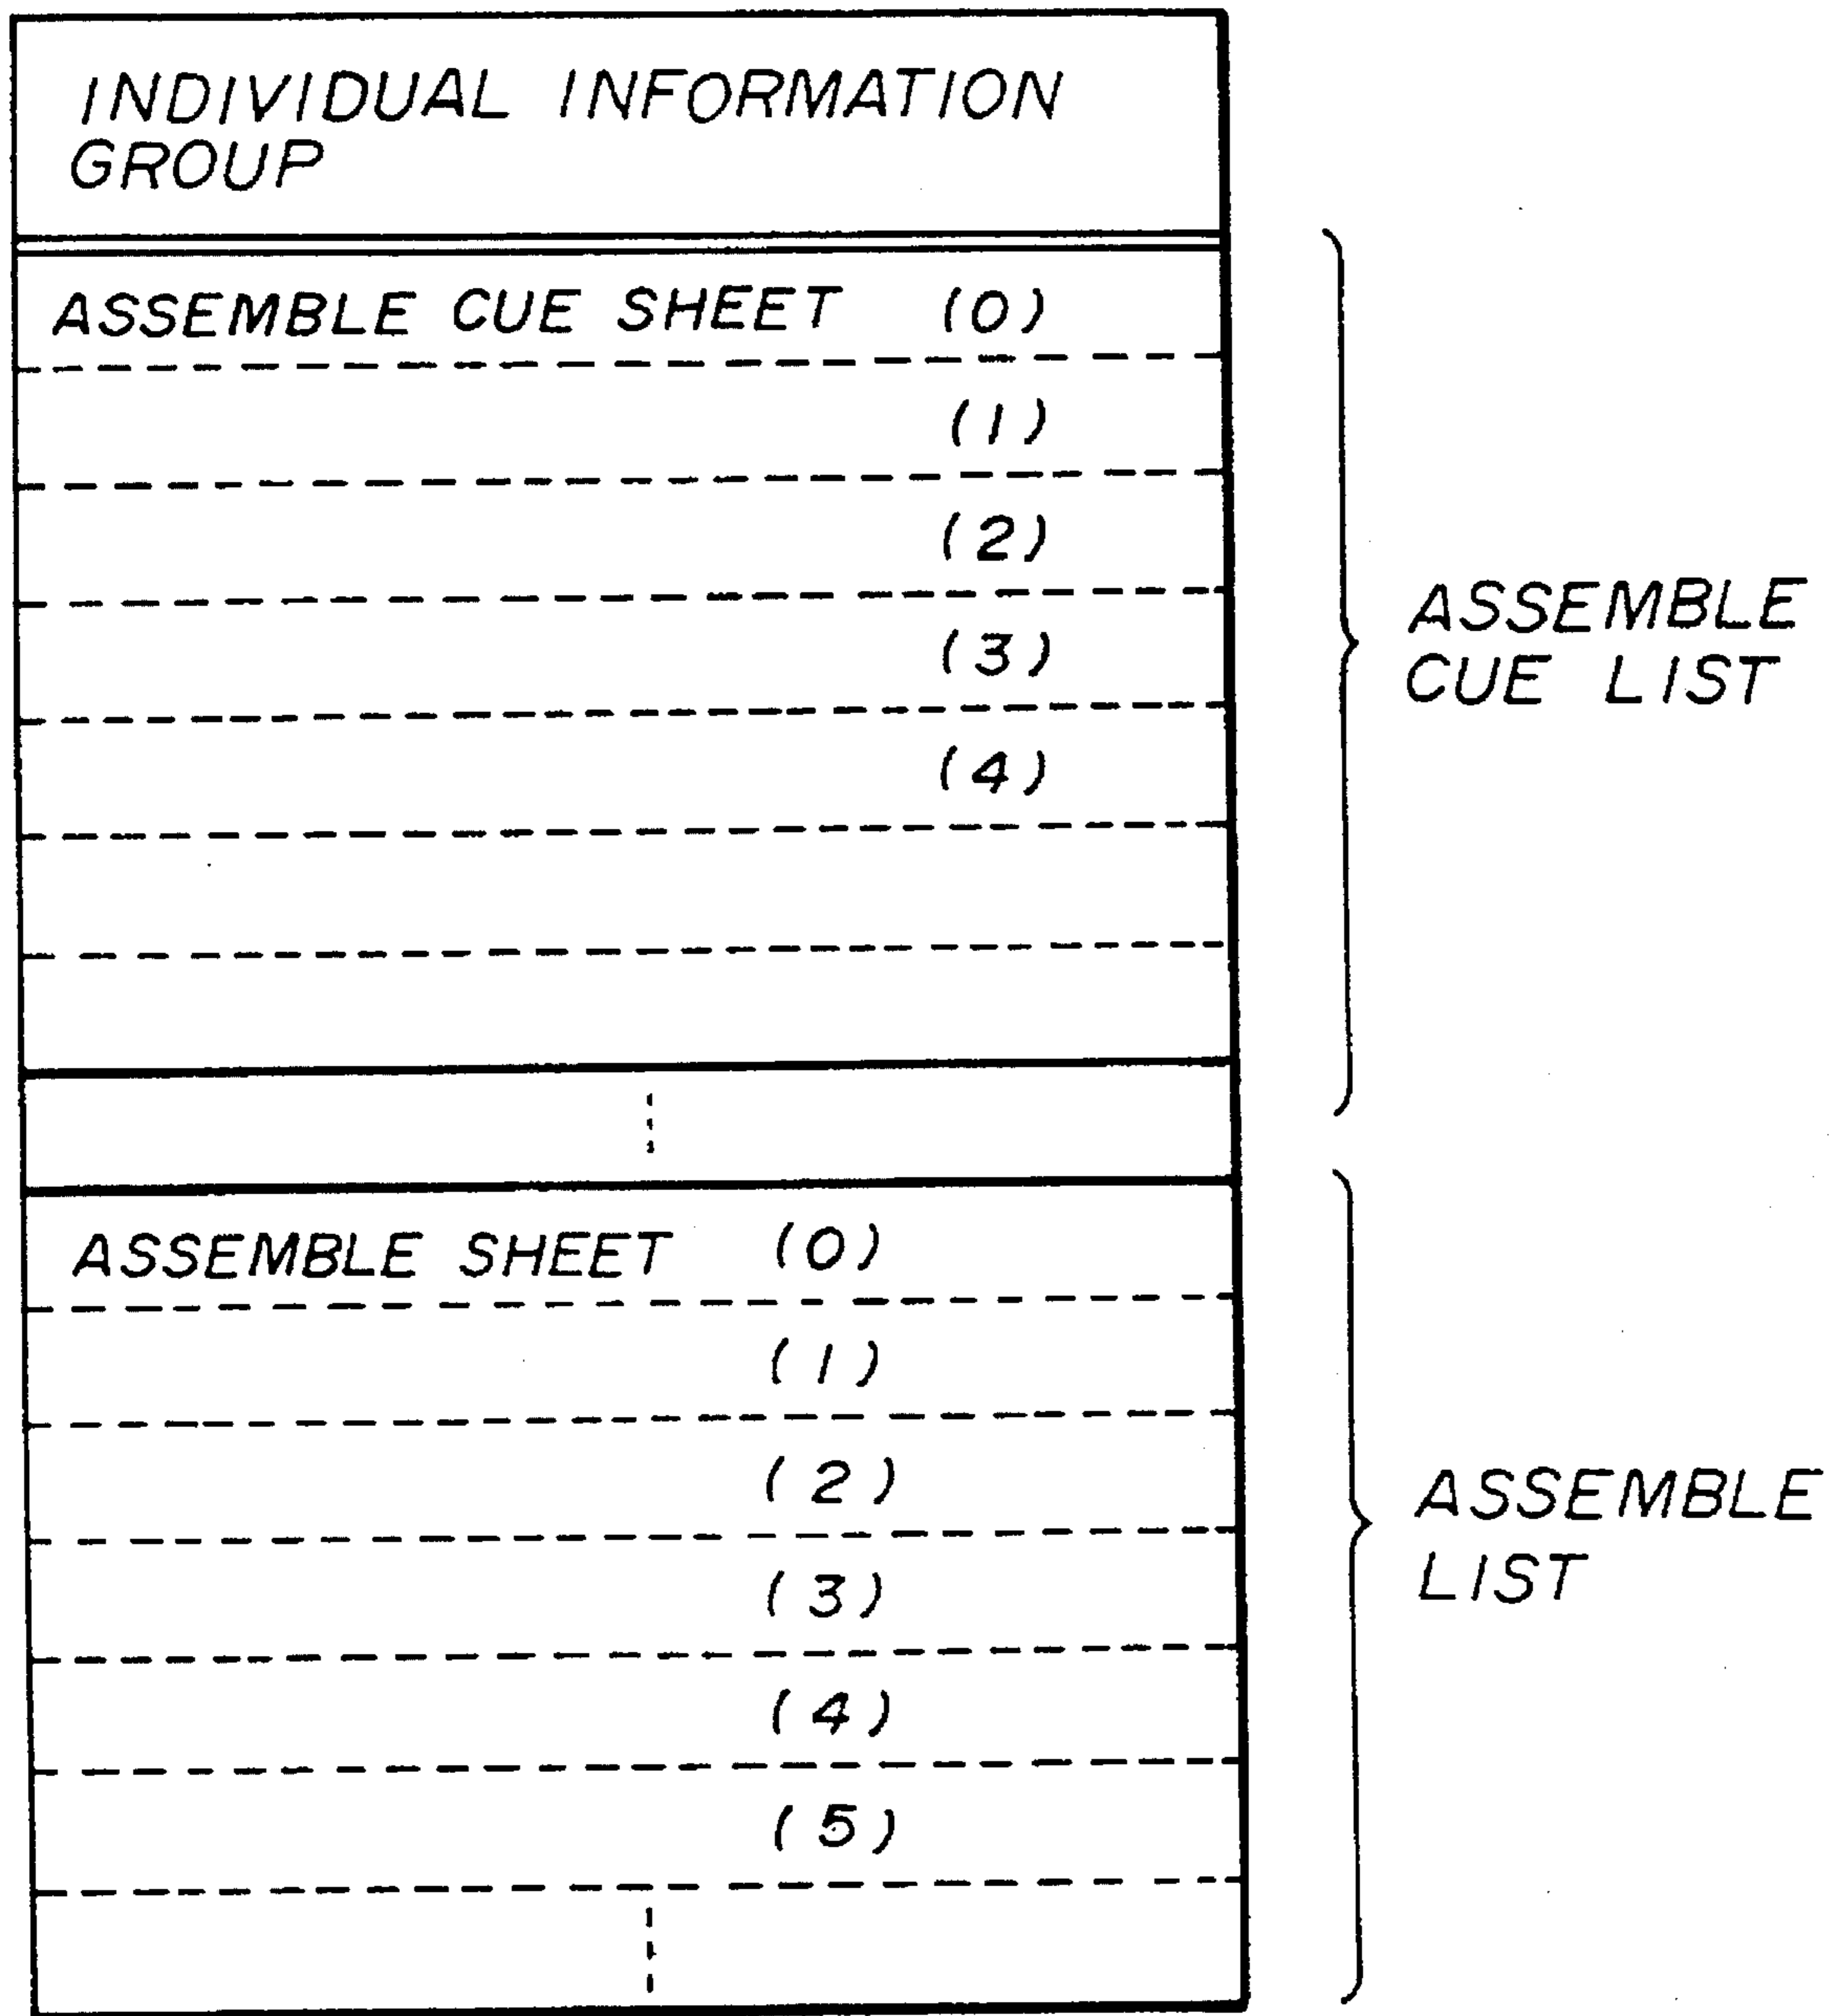 INDIVIDUAL INFORMATION
GROUP
ASSEMBLE CUE SHEET (0)
(1)
(2)
(3)
(4)
ASSEMBLE
CUE LIST
ASSEMBLE SHEET (0)
(1)
(2)
(3)
(4)
(5)
ASSEMBLE
LIST